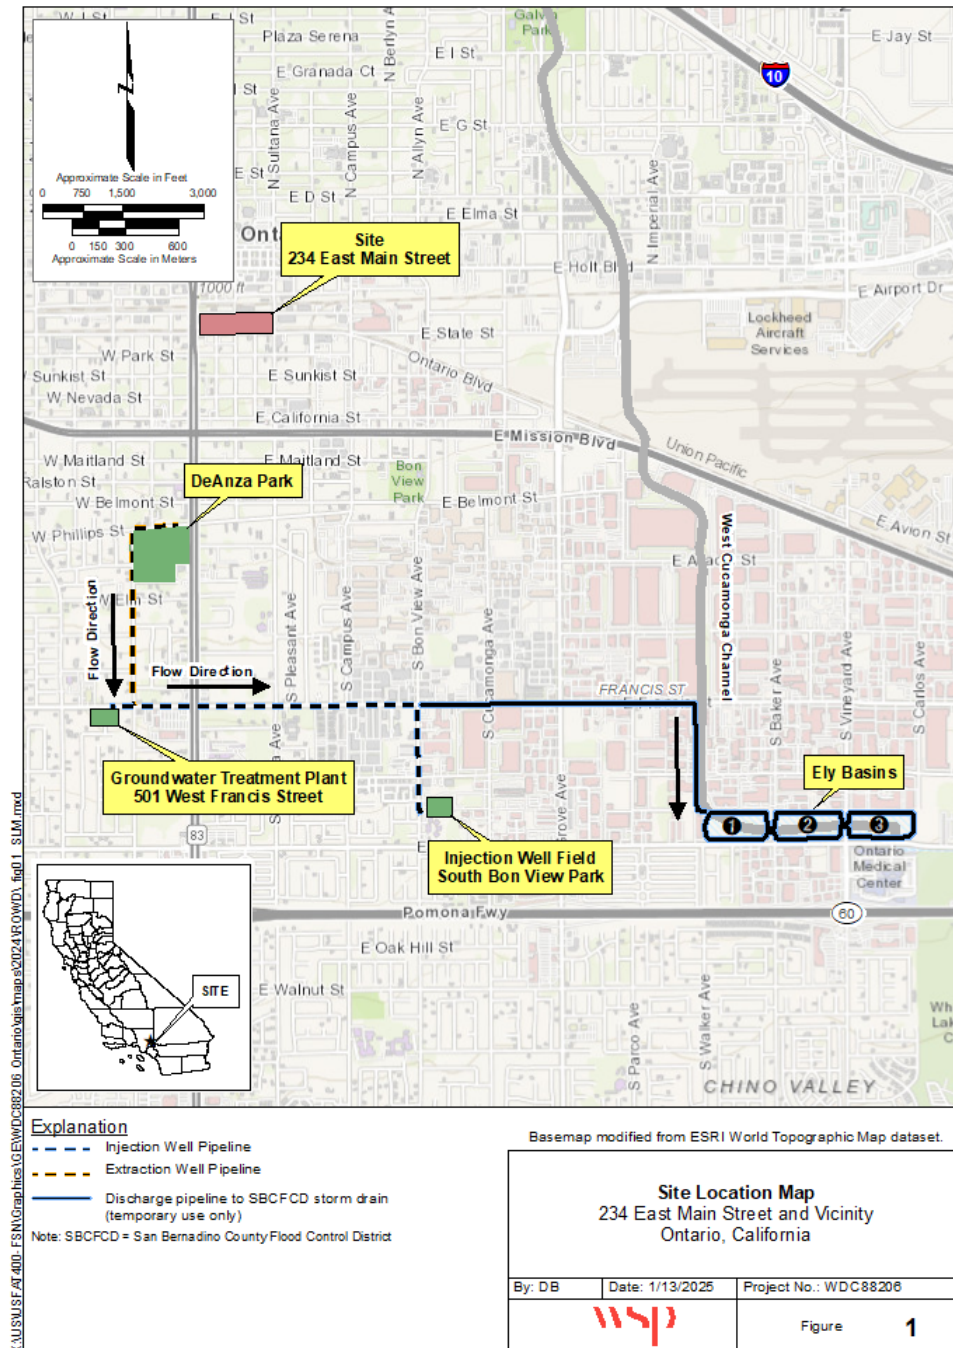 E J St
Plaza Serena
N Berlyn A
E I St
Galvin
Park
E Jay St
10
E Granada Ct
I St
N Sultana Ave
N Campus Ave
N Allyn Ave
E G St
E St
E D St
E Elma St
N Imperial Ave
Z
Approximate Scale in Feet
0 750 1,500 3,000
0 150 300 600
Approximate Scale in Meters
Onta
Site
234 East Main Street
1000 ft
E Holt Blvd
E Airport Dr
Lockheed
Aircraft
Services
E State St
W Park St
Sunkist St
E Sunkist St
Ontario Blvd
W Nevada St
E California St
E Mission Blvd
Union Pacific
W Maitland St
E Maitland St
Ralston St
DeAnza Park
Bon
View
Park
W Belmont St
E Belmont St
W Phillips St
E Avion St
West Cucamonga Channel
W Elm St
Flow Direction
Flow Direction
S Pleasant Ave
S Campus Ave
S Bon View Ave
S Cucamonga Ave
FRANCIS ST
S Baker Ave
S Vineyard Ave
S Carlos Ave
Groundwater Treatment Plant
501 West Francis Street
Ely Basins
1 2 3
Grove Ave
83
Injection Well Field
South Bon View Park
Ontario
Medical
Center
Pomona Fwy
60
E Oak Hill St
E Walnut St
SITE
S Parco Ave
S Walker Ave
CHINO VALLEY
Explanation
Injection Well Pipeline
Extraction Well Pipeline
Discharge pipeline to SBCFCD storm drain
(temporary use only)
Note: SBCFCD = San Bernadino County Flood Control District
Basemap modified from ESRI World Topographic Map dataset.
Site Location Map
234 East Main Street and Vicinity
Ontario, California
By: DB Date: 1/13/2025 Project No.: WDC88206
wsp
Figure 1